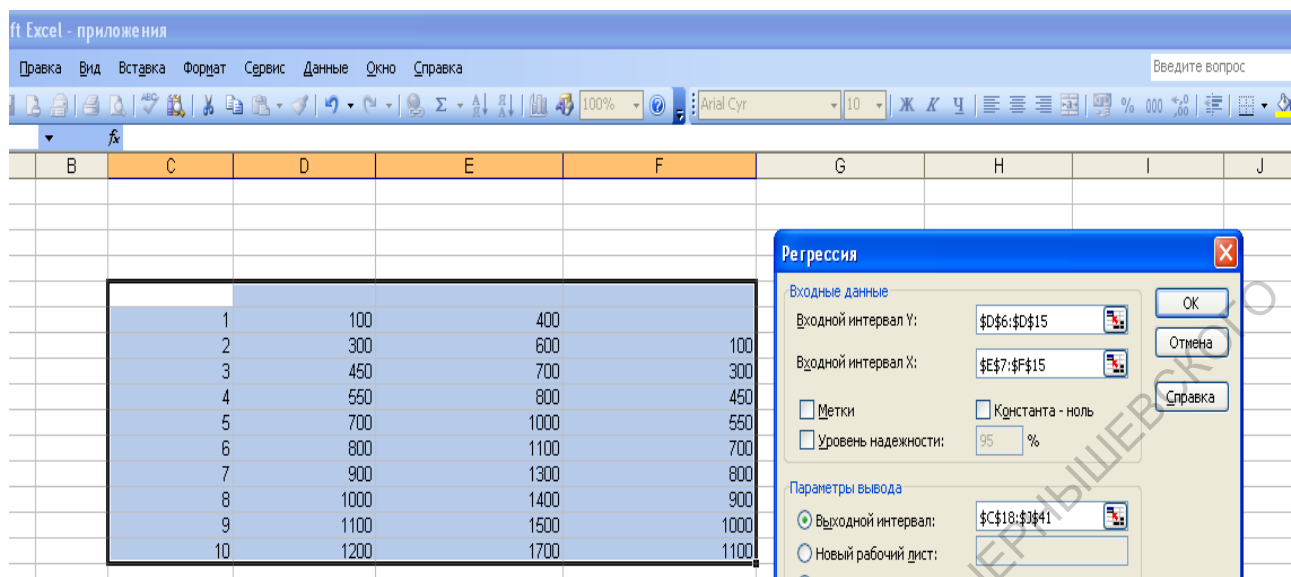 ft Excel - приложения
Правка Вид Вставка Формат Сервис Данные Окно Справка Введите вопрос
100% Arial Cyr 10 Ж К Ч % 000
fx
B C D E F G H I J
1 100 400
2 300 600 100
3 450 700 300
4 550 800 450
5 700 1000 550
6 800 1100 700
7 900 1300 800
8 1000 1400 900
9 1100 1500 1000
10 1200 1700 1100
Регрессия
Входные данные
Входной интервал Y: $D$6:$D$15
Входной интервал X: $E$7:$F$15
Метки Константа - ноль
Уровень надежности: 95 %
OK
Отмена
Справка
Параметры вывода
Выходной интервал: $C$18:$J$41
Новый рабочий лист:
ЧЕРНЫШЕВСКОГО